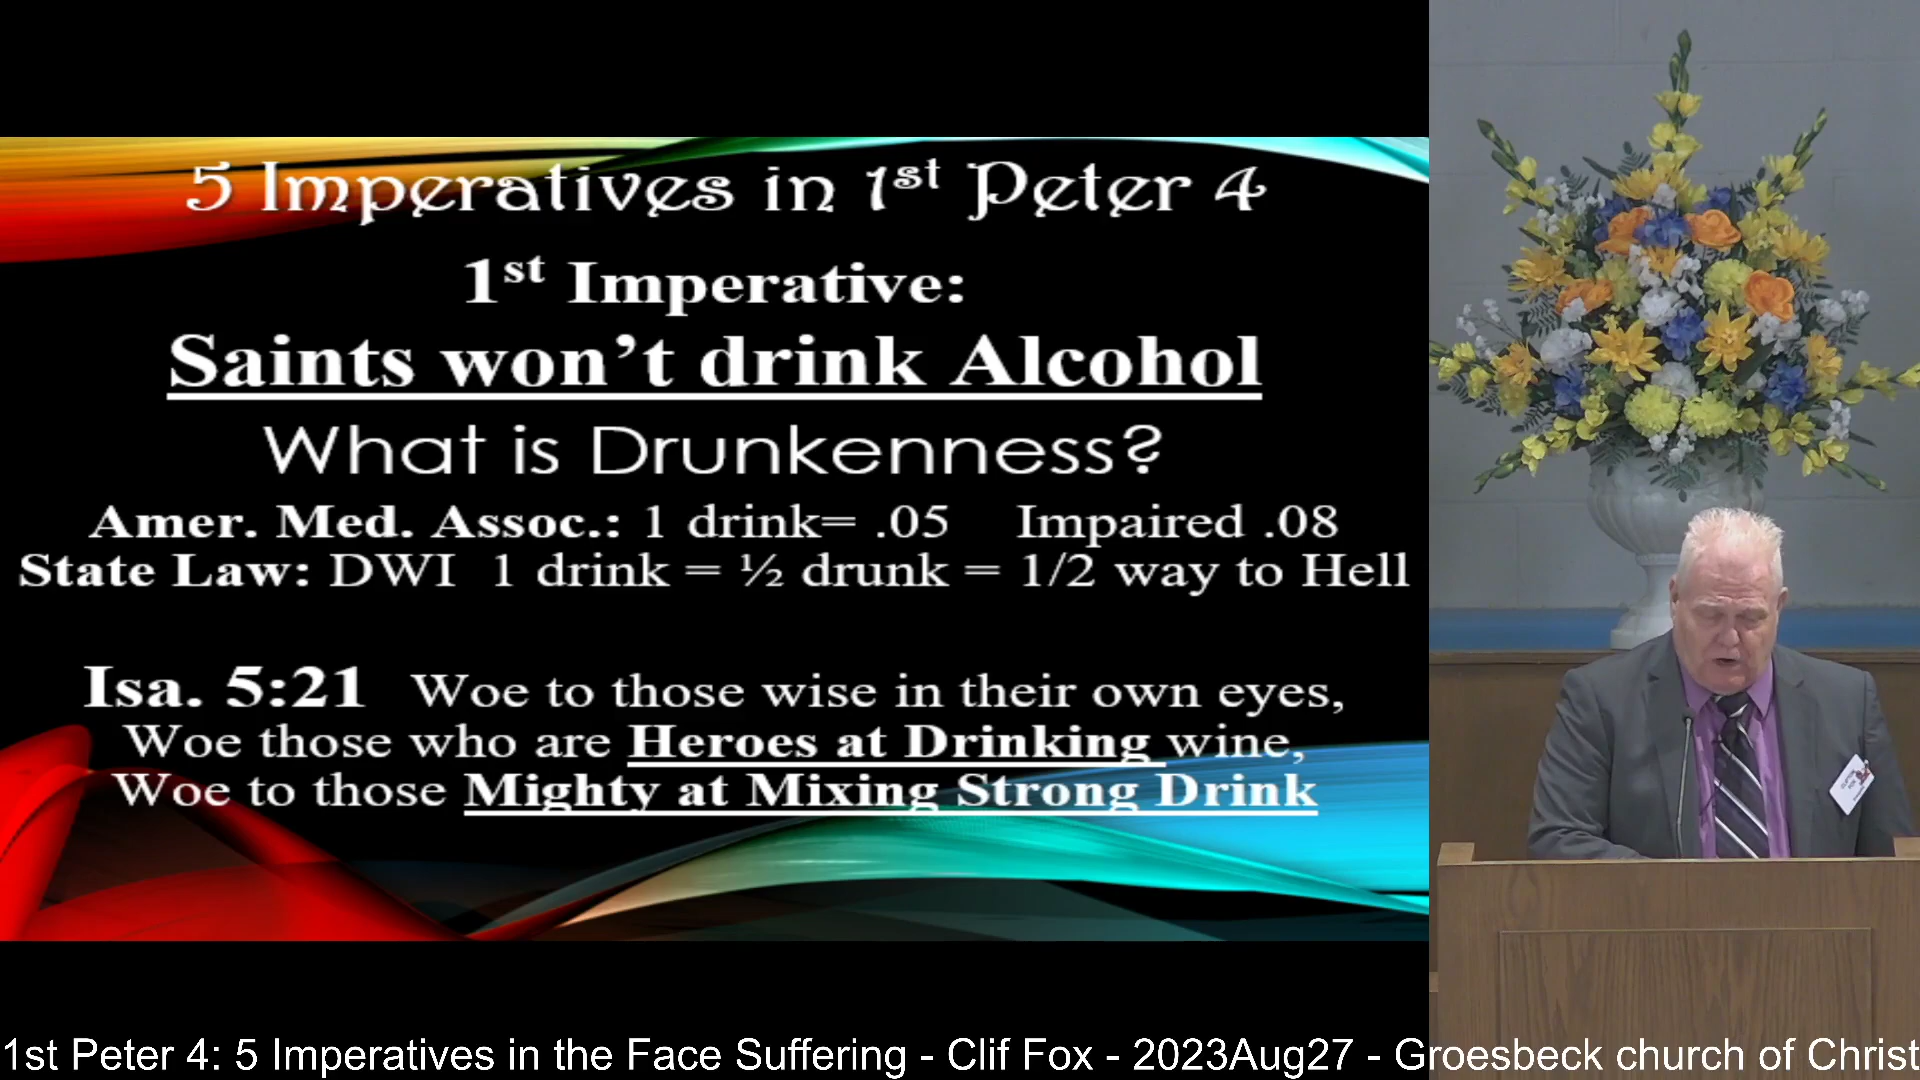 5 Imperatives in 1st Peter 4
1st Imperative:
Saints won't drink Alcohol
What is Drunkenness?
Amer. Med. Assoc.: 1 drink= .05 Impaired .08
State Law: DWI 1 drink = ½ drunk = 1/2 way to Hell
Isa. 5:21 Woe to those wise in their own eyes,
Woe those who are Heroes at Drinking wine,
Woe to those Mighty at Mixing Strong Drink
1st Peter 4: 5 Imperatives in the Face Suffering - Clif Fox - 2023Aug27 - Groesbeck church of Christ